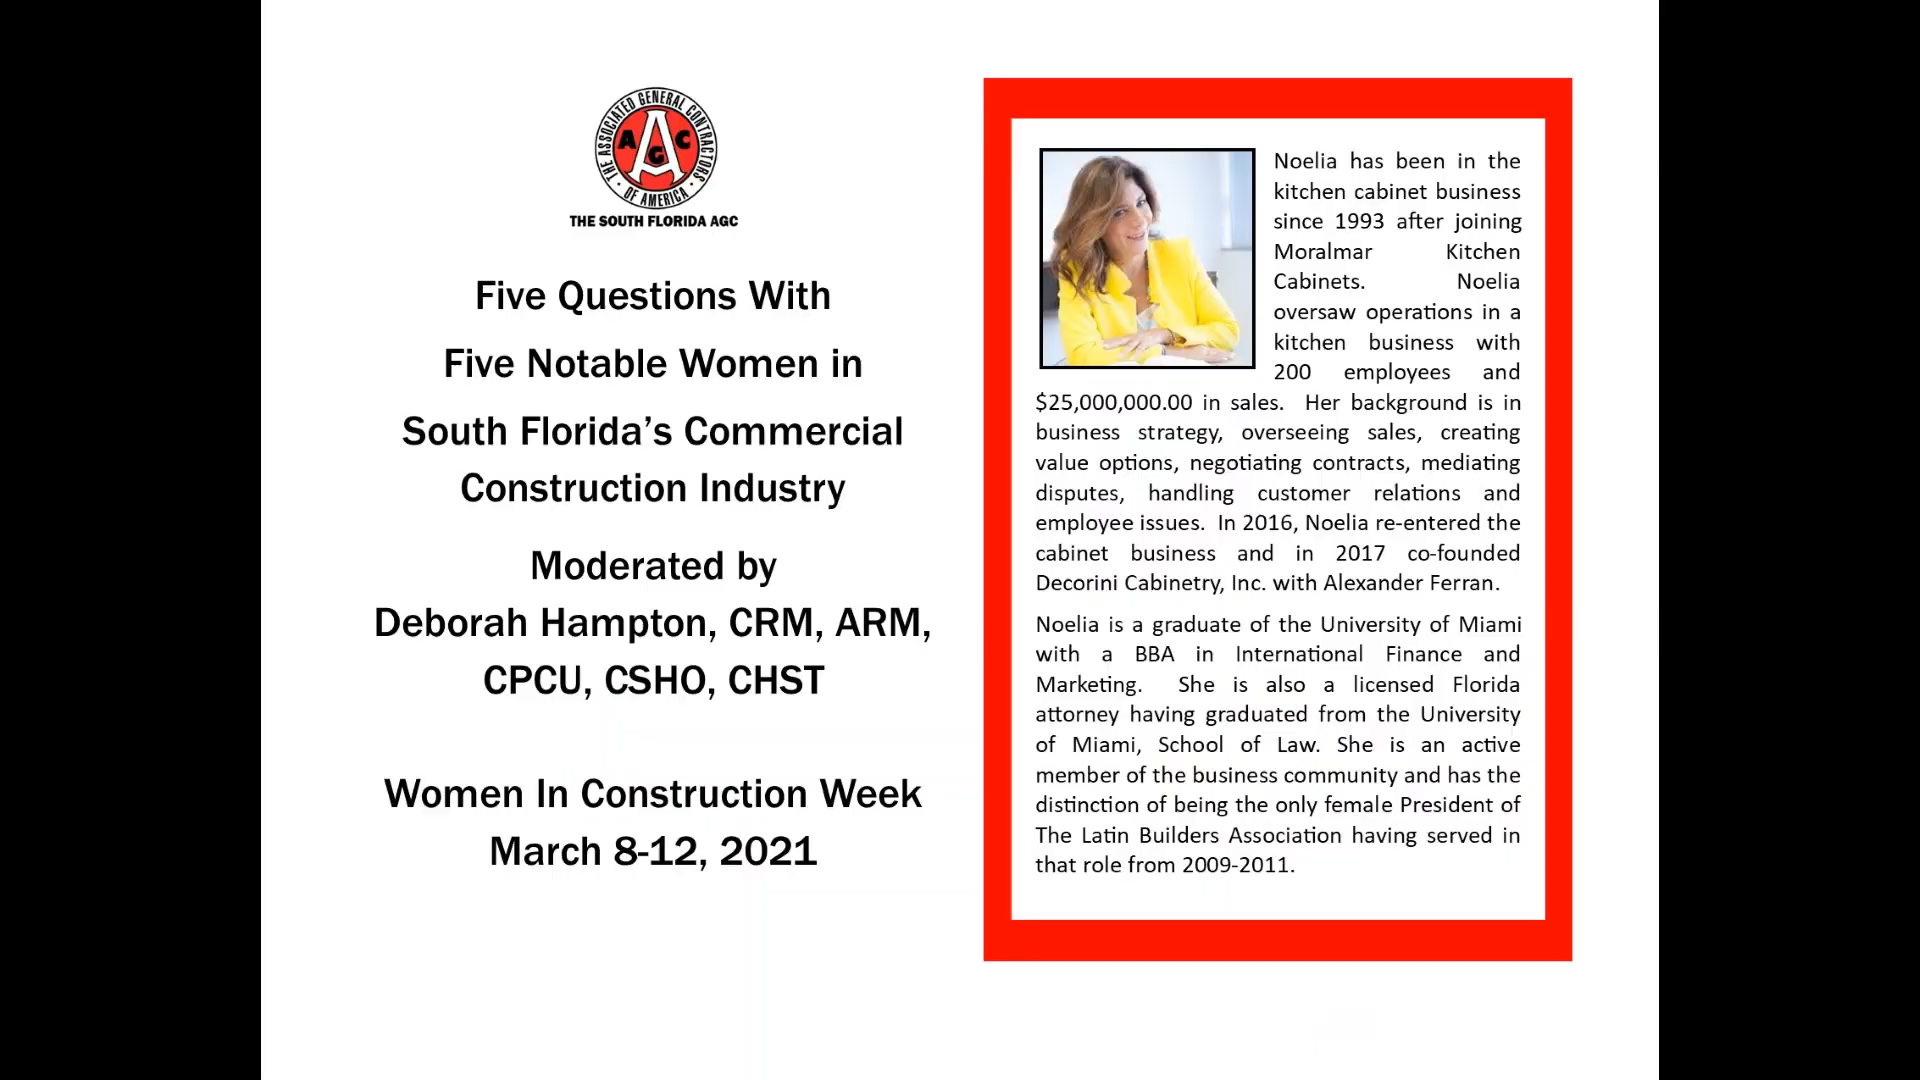 THE ASSOCIATED GENERAL CONTRACTORS
OF AMERICA
A G C
THE SOUTH FLORIDA AGC
Five Questions With
Five Notable Women in
South Florida’s Commercial
Construction Industry
Moderated by
Deborah Hampton, CRM, ARM,
CPCU, CSHO, CHST
Women In Construction Week
March 8-12, 2021
Noelia has been in the
kitchen cabinet business
since 1993 after joining
Moralmar Kitchen
Cabinets. Noelia
oversaw operations in a
kitchen business with
200 employees and
$25,000,000.00 in sales. Her background is in
business strategy, overseeing sales, creating
value options, negotiating contracts, mediating
disputes, handling customer relations and
employee issues. In 2016, Noelia re-entered the
cabinet business and in 2017 co-founded
Decorini Cabinetry, Inc. with Alexander Ferran.
Noelia is a graduate of the University of Miami
with a BBA in International Finance and
Marketing. She is also a licensed Florida
attorney having graduated from the University
of Miami, School of Law. She is an active
member of the business community and has the
distinction of being the only female President of
The Latin Builders Association having served in
that role from 2009-2011.